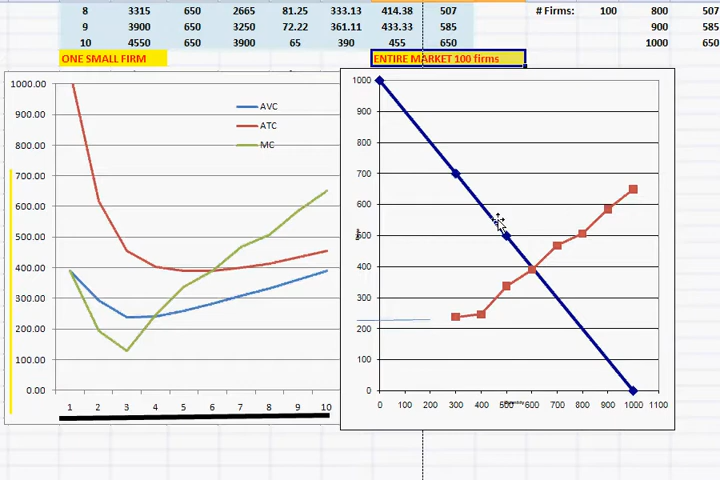 8 3315 650 2665 81.25 333.13 414.38 507 # Firms: 100 800 507
9 3900 650 3250 72.22 361.11 433.33 585 900 585
10 4550 650 3900 65 390 455 650 1000 650
ONE SMALL FIRM ENTIRE MARKET 100 firms
1000.00
900.00
800.00
700.00
600.00
500.00
400.00
300.00
200.00
100.00
0.00
AVC
ATC
MC
1 2 3 4 5 6 7 8 9 10
1000
900
800
700
600
500
400
300
200
100
0
0 100 200 300 400 500 600 700 800 900 1000 1100